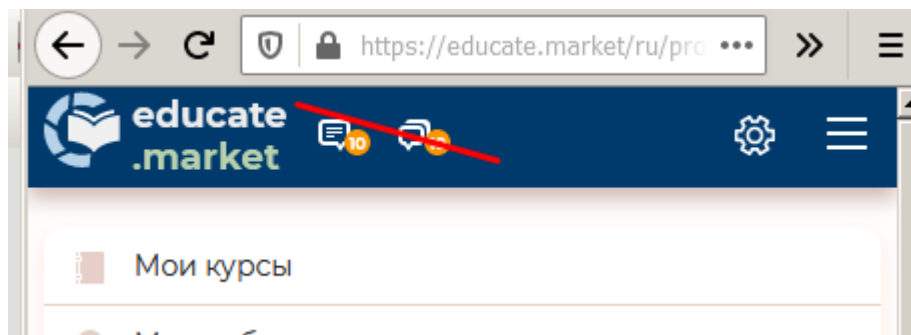 https://educate.market/ru/pro
educate
.market
10
Мои курсы